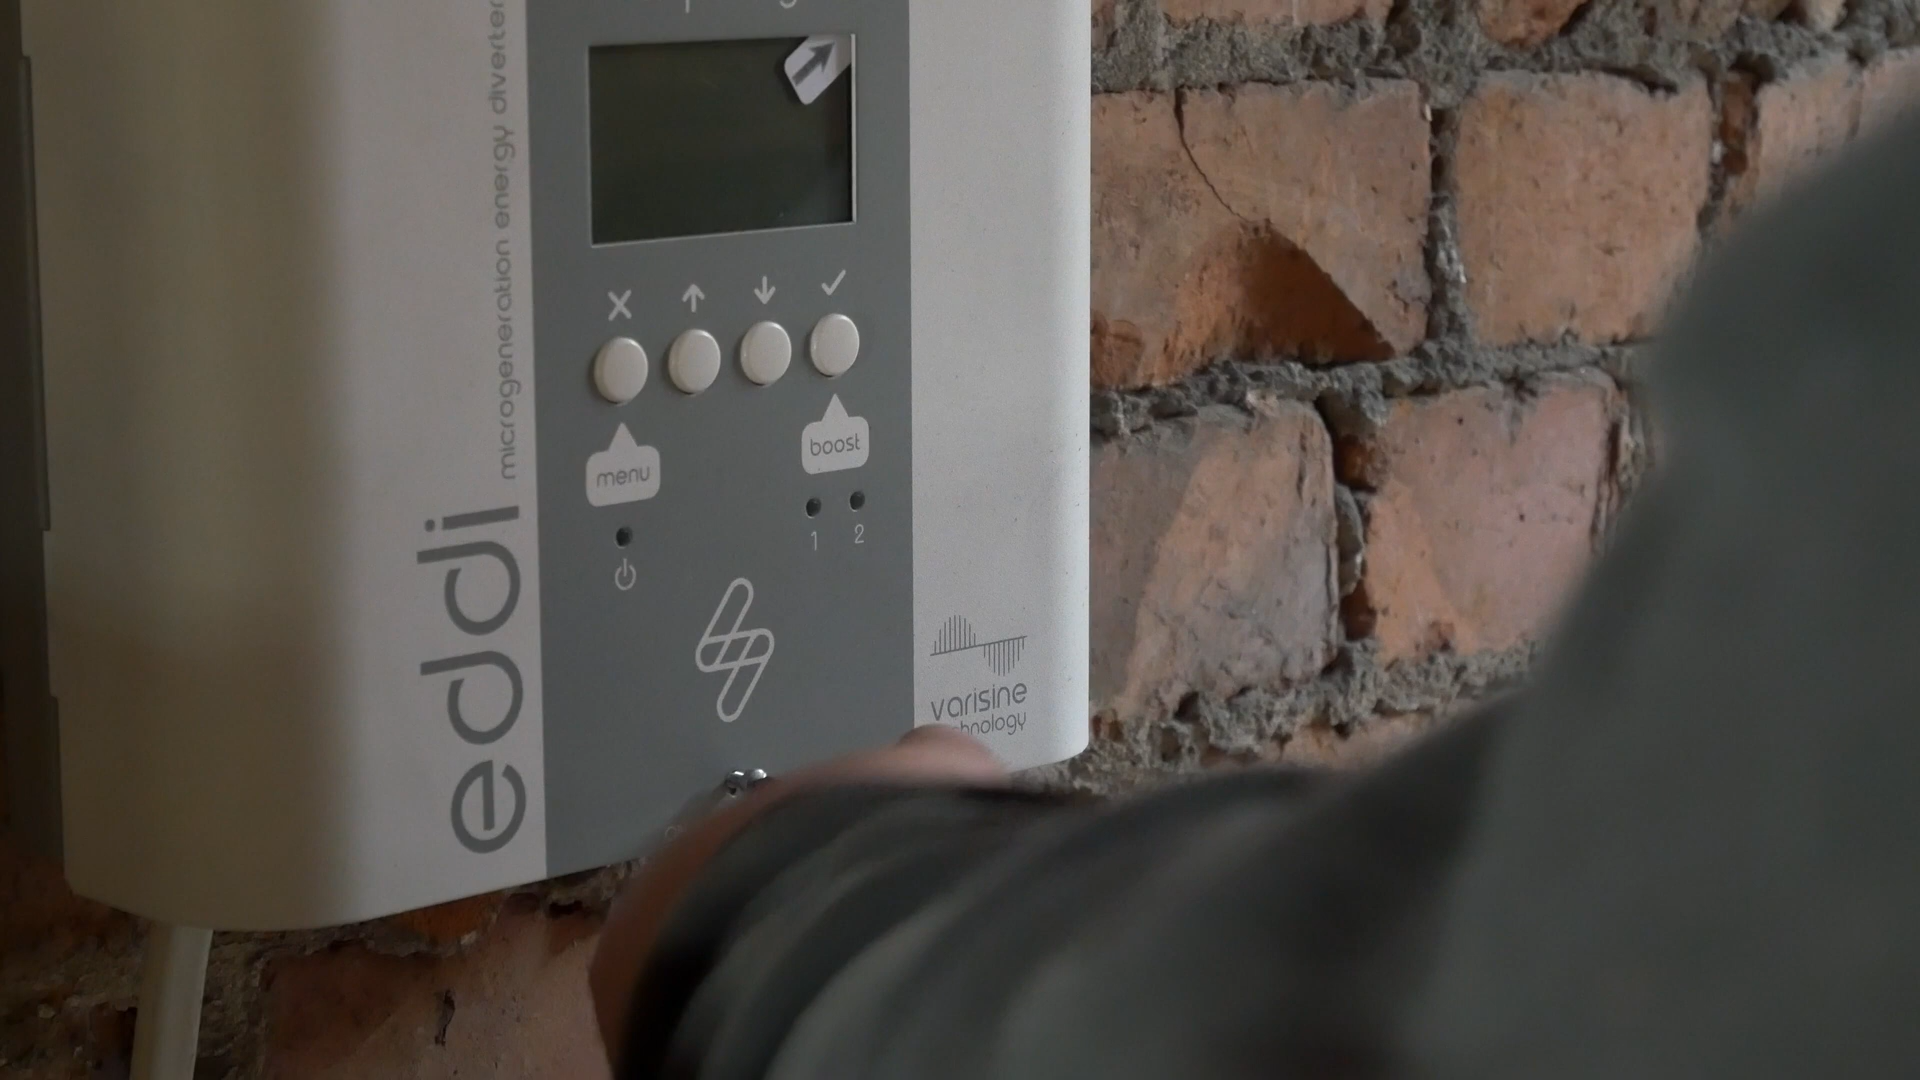 microgeneration energy diverter
eddi
menu
boost
1 2
varisine